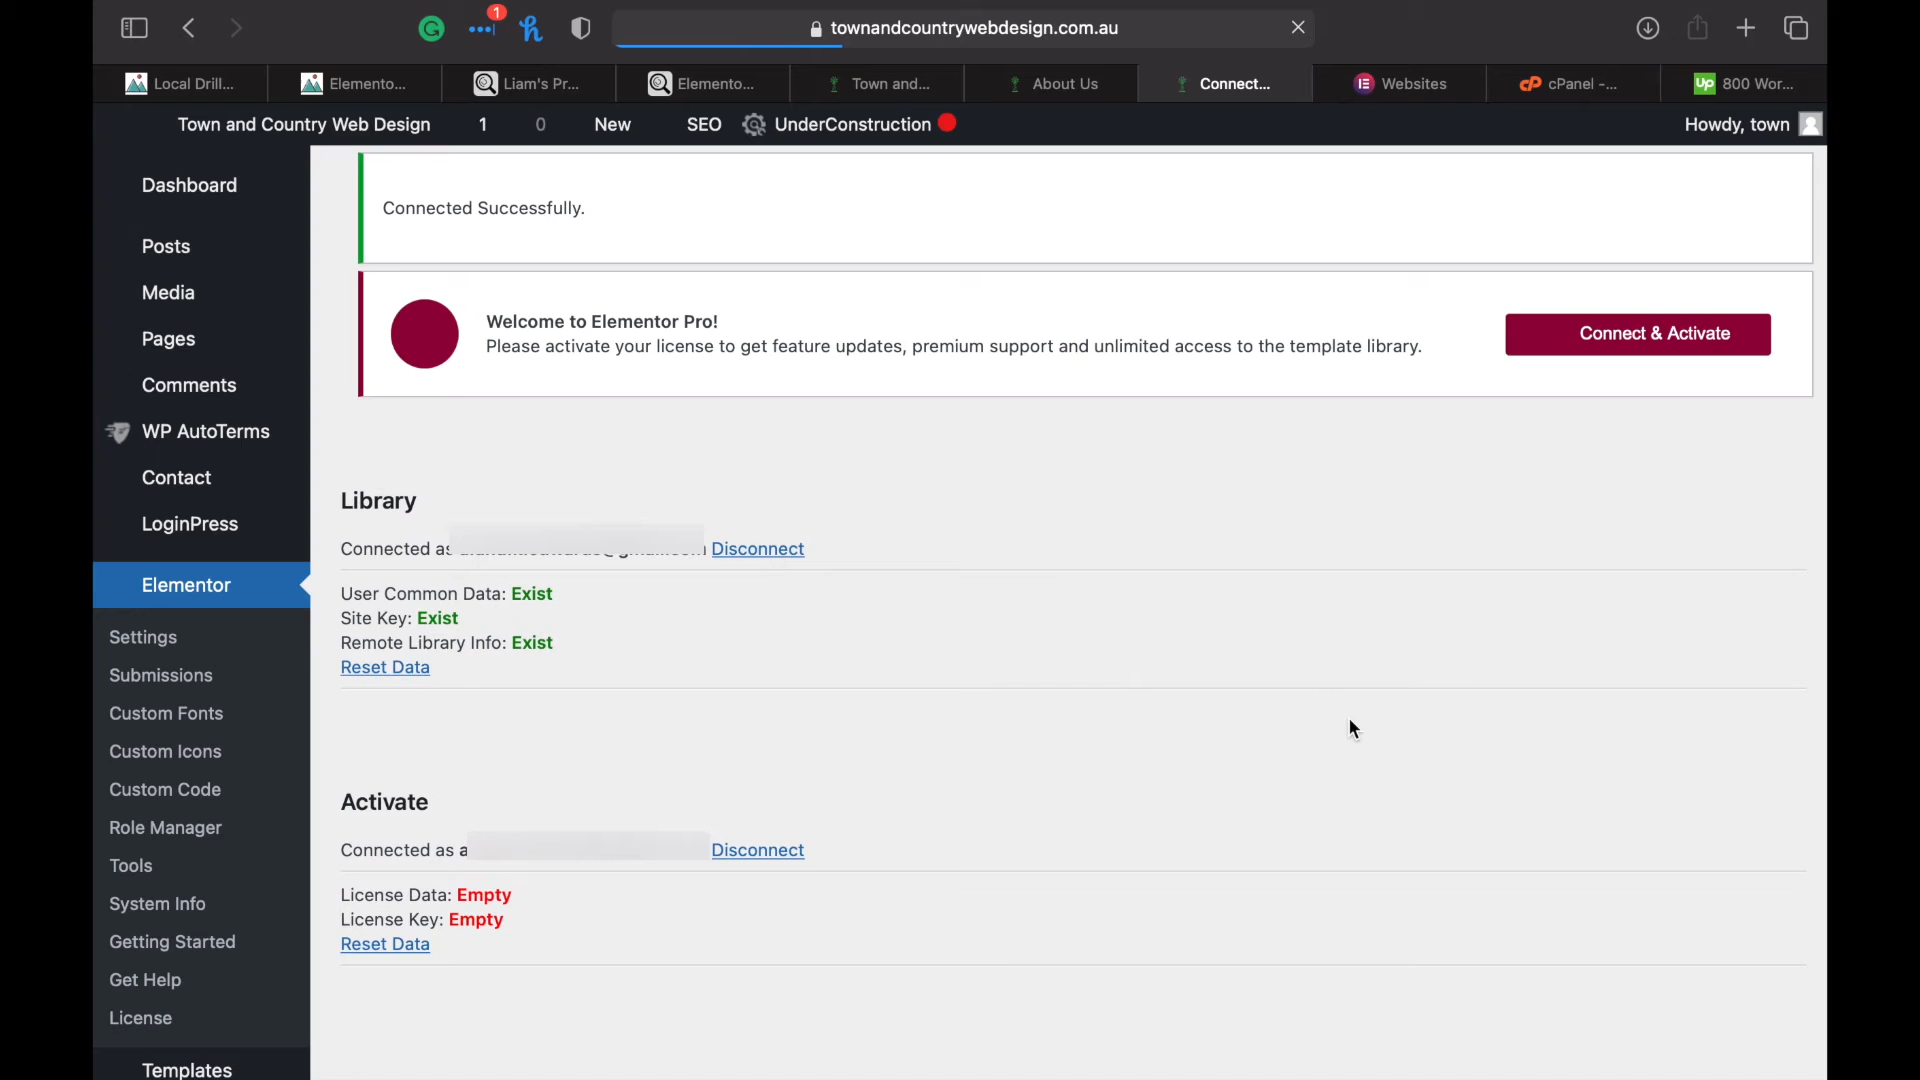 1
townandcountrywebdesign.com.au
Local Drill...
Elemento...
Liam's Pr...
Elemento...
Town and...
About Us
Connect...
Websites
cP
cPanel -...
Up
800 Wor...
Town and Country Web Design
1
0
New
SEO
UnderConstruction
Howdy, town
Dashboard
Posts
Media
Pages
Comments
WP AutoTerms
Contact
LoginPress
Elementor
Settings
Submissions
Custom Fonts
Custom Icons
Custom Code
Role Manager
Tools
System Info
Getting Started
Get Help
License
Templates
Connected Successfully.
Welcome to Elementor Pro!
Please activate your license to get feature updates, premium support and unlimited access to the template library.
Connect & Activate
Library
Connected as Disconnect
User Common Data: Exist
Site Key: Exist
Remote Library Info: Exist
Reset Data
Activate
Connected as a Disconnect
License Data: Empty
License Key: Empty
Reset Data